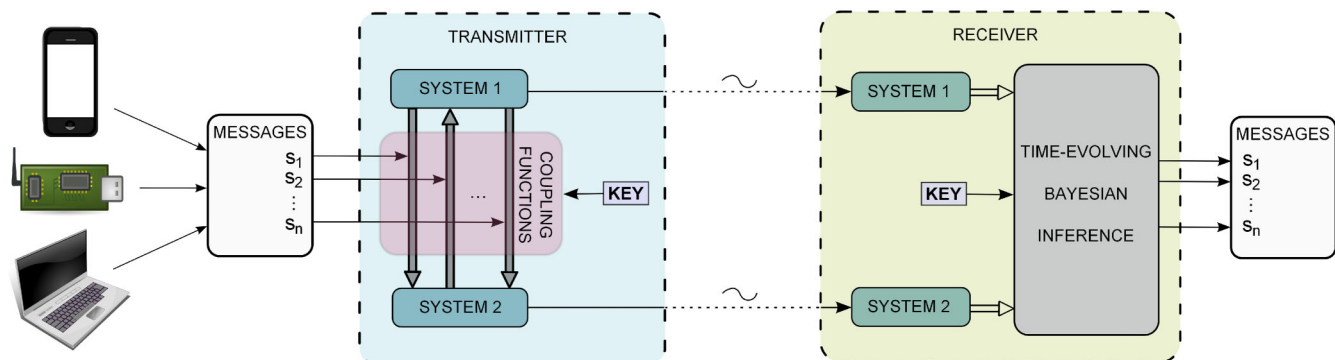 TRANSMITTER
RECEIVER
SYSTEM 1
SYSTEM 1
MESSAGES
s1
s2
⋮
sn
...
COUPLING
FUNCTIONS
KEY
KEY
TIME-EVOLVING
BAYESIAN
INFERENCE
MESSAGES
s1
s2
⋮
sn
SYSTEM 2
SYSTEM 2